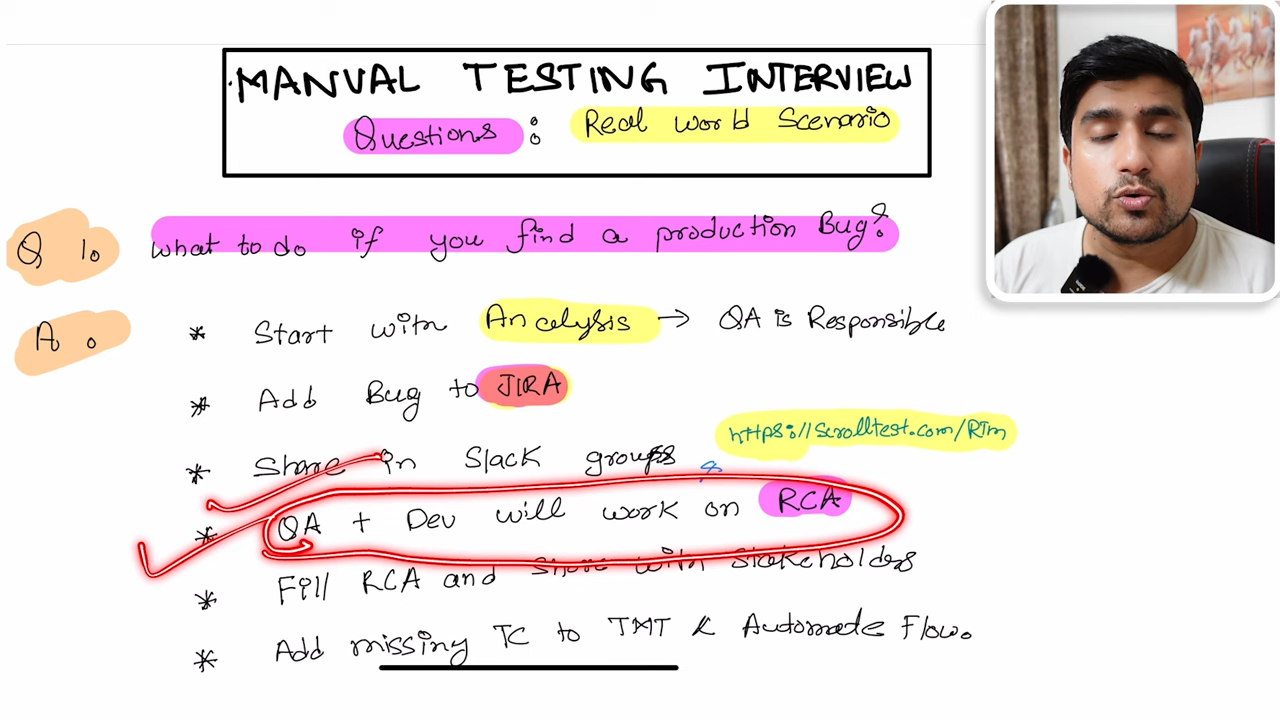 MANUAL TESTING INTERVIEW
Questions : Real world Scenario
Q 1. What to do if you find a production Bug?
A. * Start with Analysis → QA is Responsible
* Add Bug to JIRA
https://scrolltest.com/RTM
* Share in Slack groups
* QA + Dev will work on RCA
* Fill RCA and share with stakeholders
* Add missing TC to TMT & Automade Flow.